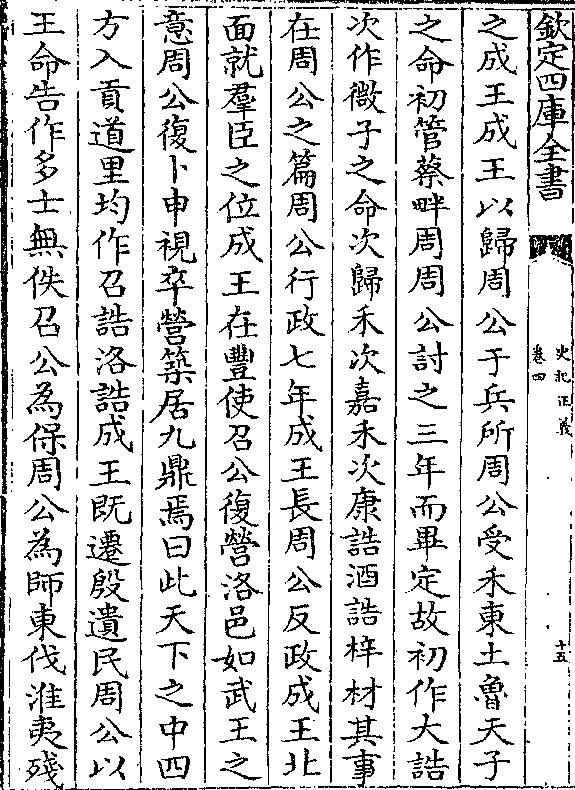 欽定四庫全書
史記正義
卷四
十五
之成王成王以歸周公于兵所周公受禾東土魯天子
之命初管蔡畔周周公討之三年而畢定故初作大誥
次作微子之命次歸禾次嘉禾次康誥酒誥梓材其事
在周公之篇周公行政七年成王長周公反政成王北
面就羣臣之位成王在豐使召公復營洛邑如武王之
意周公復卜申視卒營築居九鼎焉曰此天下之中四
方入貢道里均作召誥洛誥成王既遷殷遺民周公以
王命告作多士無佚召公為保周公為師東伐淮夷殘